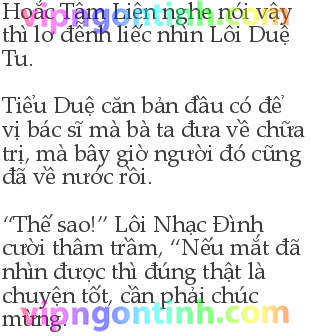 Hoắc Tâm Liên nghe nói vậy
thì lơ đễnh liếc nhìn Lôi Duệ
Tu.
Tiểu Duệ căn bản đầu có để
vị bác sĩ mà bà ta đưa về chữa
trị, mà bây giờ người đó cũng
đã về nước rồi.
“Thế sao!” Lôi Nhạc Đình
cười thâm trầm, “Nếu mắt đã
nhìn được thì đúng thật là
chuyện tốt, cần phải chúc
mừng.
vipngontinh.com
vipngontinh.com